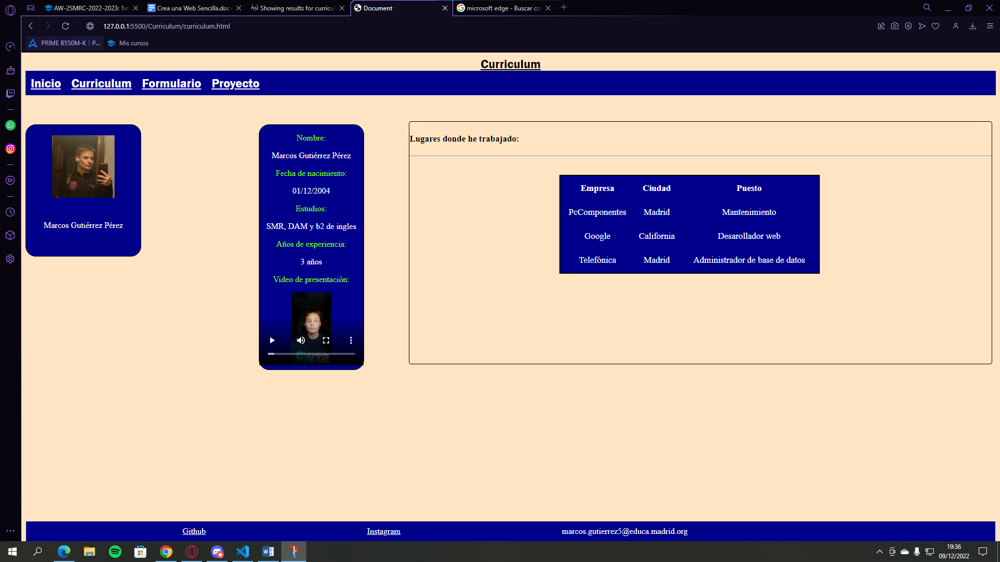 AW-2SMRC-2022-2023: 1x
Crea una Web Sencilla.docx
Showing results for curricul
Document
microsoft edge - Buscar co
127.0.0.1:5500/Curriculum/curriculum.html
PRIME B550M-K | P...
Mis cursos
Curriculum
Inicio Curriculum Formulario Proyecto
Marcos Gutiérrez Pérez
Nombre:
Marcos Gutiérrez Pérez
Fecha de nacimiento:
01/12/2004
Estudios:
SMR, DAM y b2 de ingles
Años de experiencia:
3 años
Video de presentación:
Lugares donde he trabajado:
Empresa Ciudad Puesto
PcComponentes Madrid Mantenimiento
Google California Desarollador web
Telefónica Madrid Administrador de base de datos
Github Instagram marcos.gutierrez5@educa.madrid.org
19:36
09/12/2022